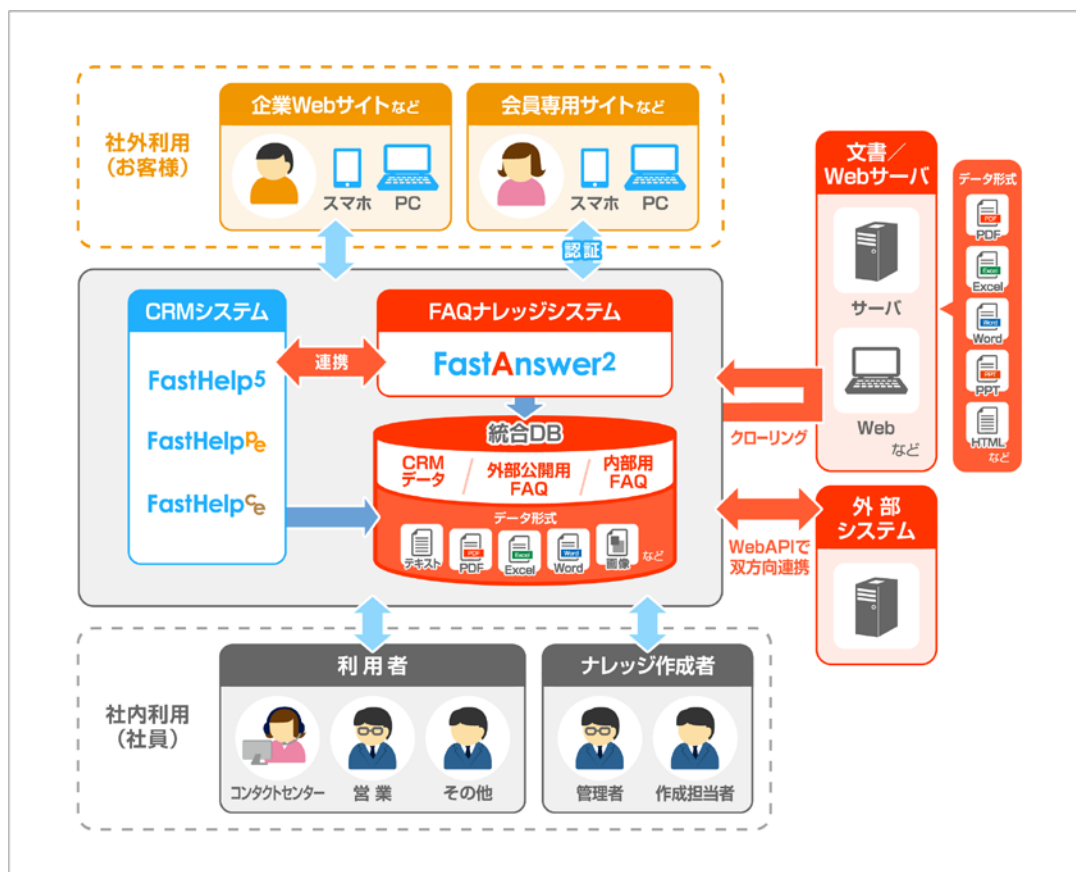 企業Webサイトなど
会員専用サイトなど
社外利用
(お客様)
スマホ
PC
スマホ
PC
認証
文書/
Webサーバ
サーバ
Web
など
データ形式
PDF
PDF
Excel
Excel
Word
Word
PPT
PPT
HTML
など
CRMシステム
FastHelp5
FastHelppe
FastHelpce
連携
FAQナレッジシステム
FastAnswer2
統合DB
CRM
データ
外部公開用
FAQ
内部用
FAQ
データ形式
テキスト
PDF
PDF
Excel
Excel
Word
Word
画像
など
クローリング
WebAPIで
双方向連携
外部
システム
社内利用
(社員)
利用者
コンタクトセンター
営業
その他
ナレッジ作成者
管理者
作成担当者